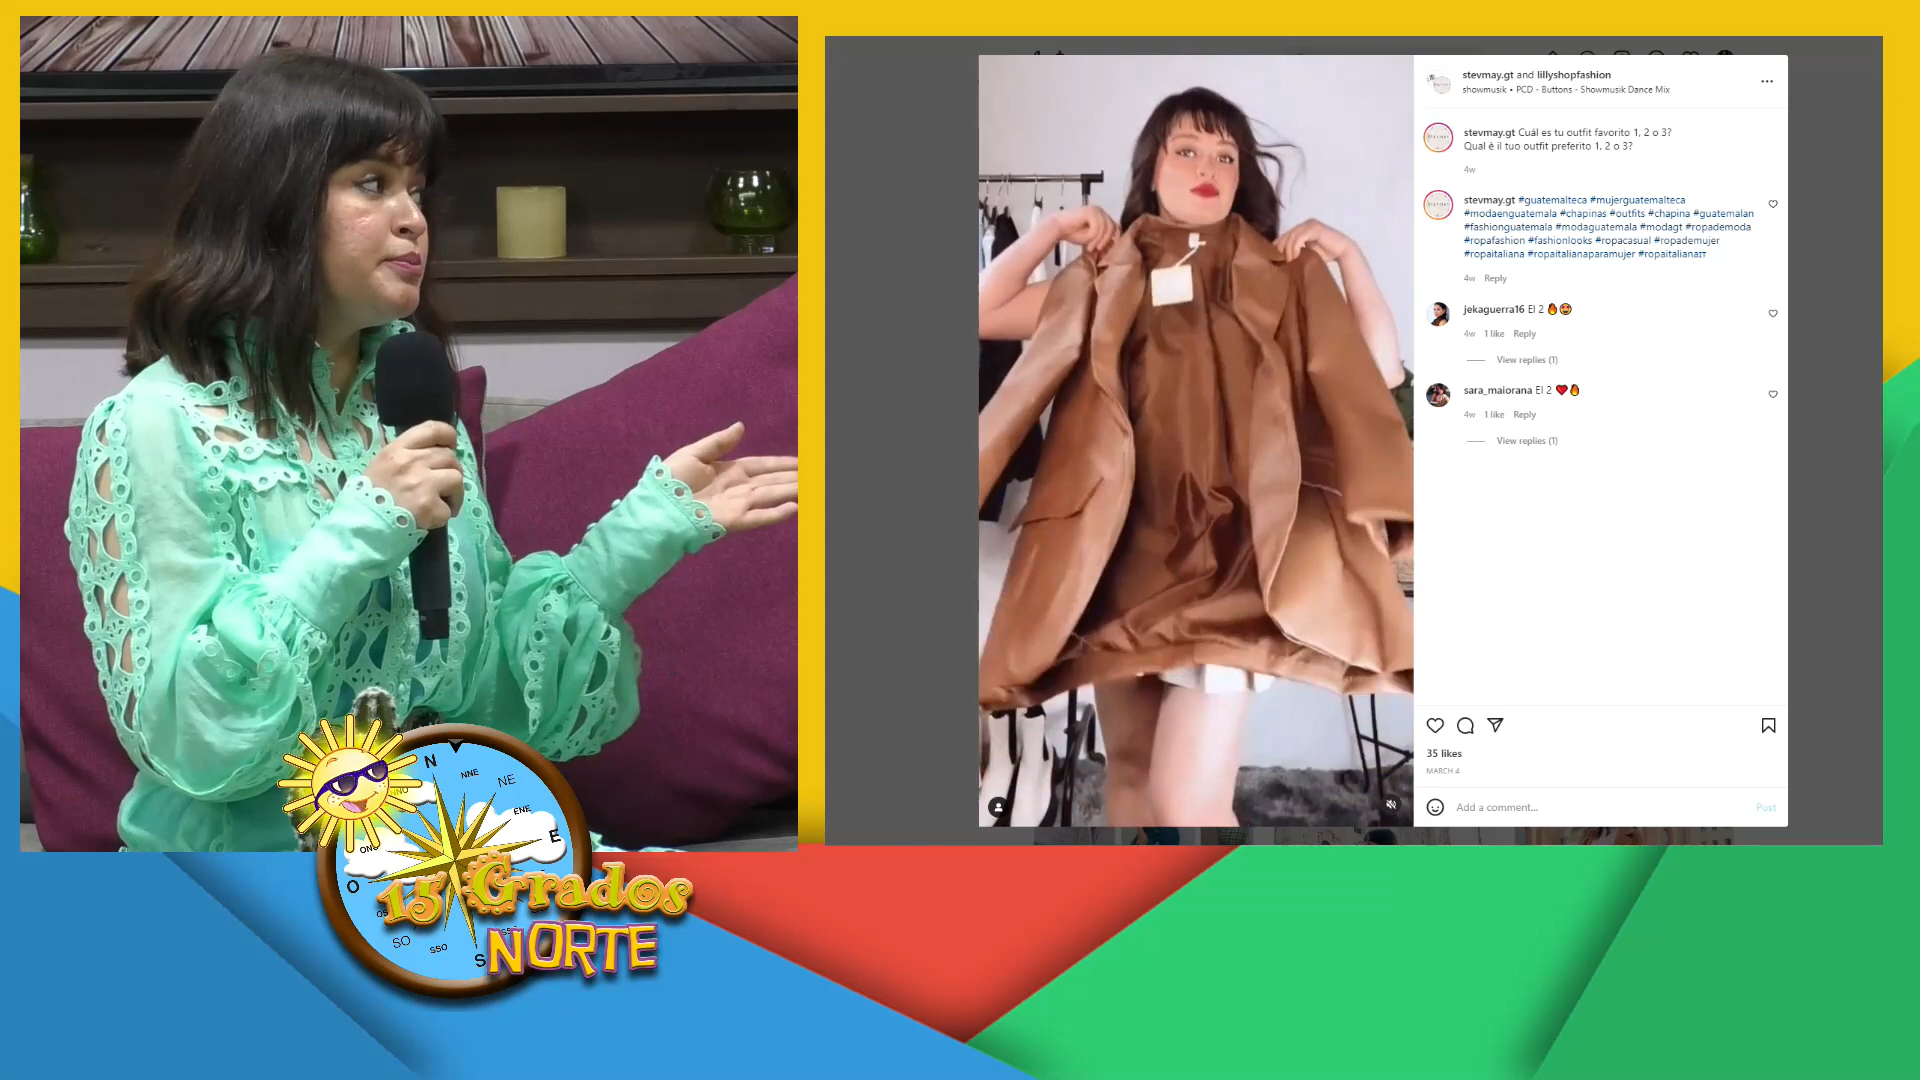 N
NNE
NE
ENE
E
O
SO
SSO
S
15 Grados
NORTE
stevmay.gt and lillyshopfashion
showmusik • PCD - Buttons - Showmusik Dance Mix
stevmay.gt Cuál es tu outfit favorito 1, 2 o 3?
Qual è il tuo outfit preferito 1, 2 o 3?
4w
stevmay.gt #guatemalteca #mujerguatemalteca
#modaenguatemala #chapinas #outfits #chapina #guatemalan
#fashionguatemala #modaguatemala #modagt #ropademoda
#ropafashion #fashionlooks #ropacasual #ropademujer
#ropaitaliana #ropaitalianaparamujer #ropaitalianaIT
4w Reply
jekaguerra16 El 2 🔥😍
4w 1 like Reply
View replies (1)
sara_maiorana El 2 ❤️🔥
4w 1 like Reply
View replies (1)
35 likes
MARCH 4
Add a comment...
Post